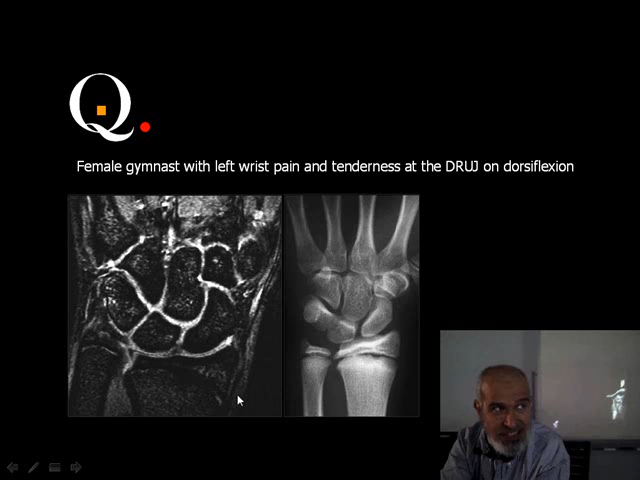 Q.
Female gymnast with left wrist pain and tenderness at the DRUJ on dorsiflexion